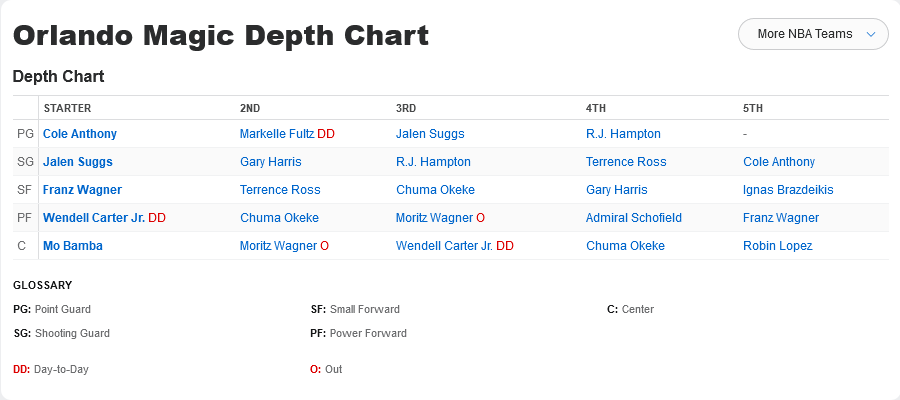 Orlando Magic Depth Chart
More NBA Teams
Depth Chart
STARTER 2ND 3RD 4TH 5TH
PG Cole Anthony Markelle Fultz DD Jalen Suggs R.J. Hampton -
SG Jalen Suggs Gary Harris R.J. Hampton Terrence Ross Cole Anthony
SF Franz Wagner Terrence Ross Chuma Okeke Gary Harris Ignas Brazdeikis
PF Wendell Carter Jr. DD Chuma Okeke Moritz Wagner O Admiral Schofield Franz Wagner
C Mo Bamba Moritz Wagner O Wendell Carter Jr. DD Chuma Okeke Robin Lopez
GLOSSARY
PG: Point Guard SF: Small Forward C: Center
SG: Shooting Guard PF: Power Forward
DD: Day-to-Day O: Out